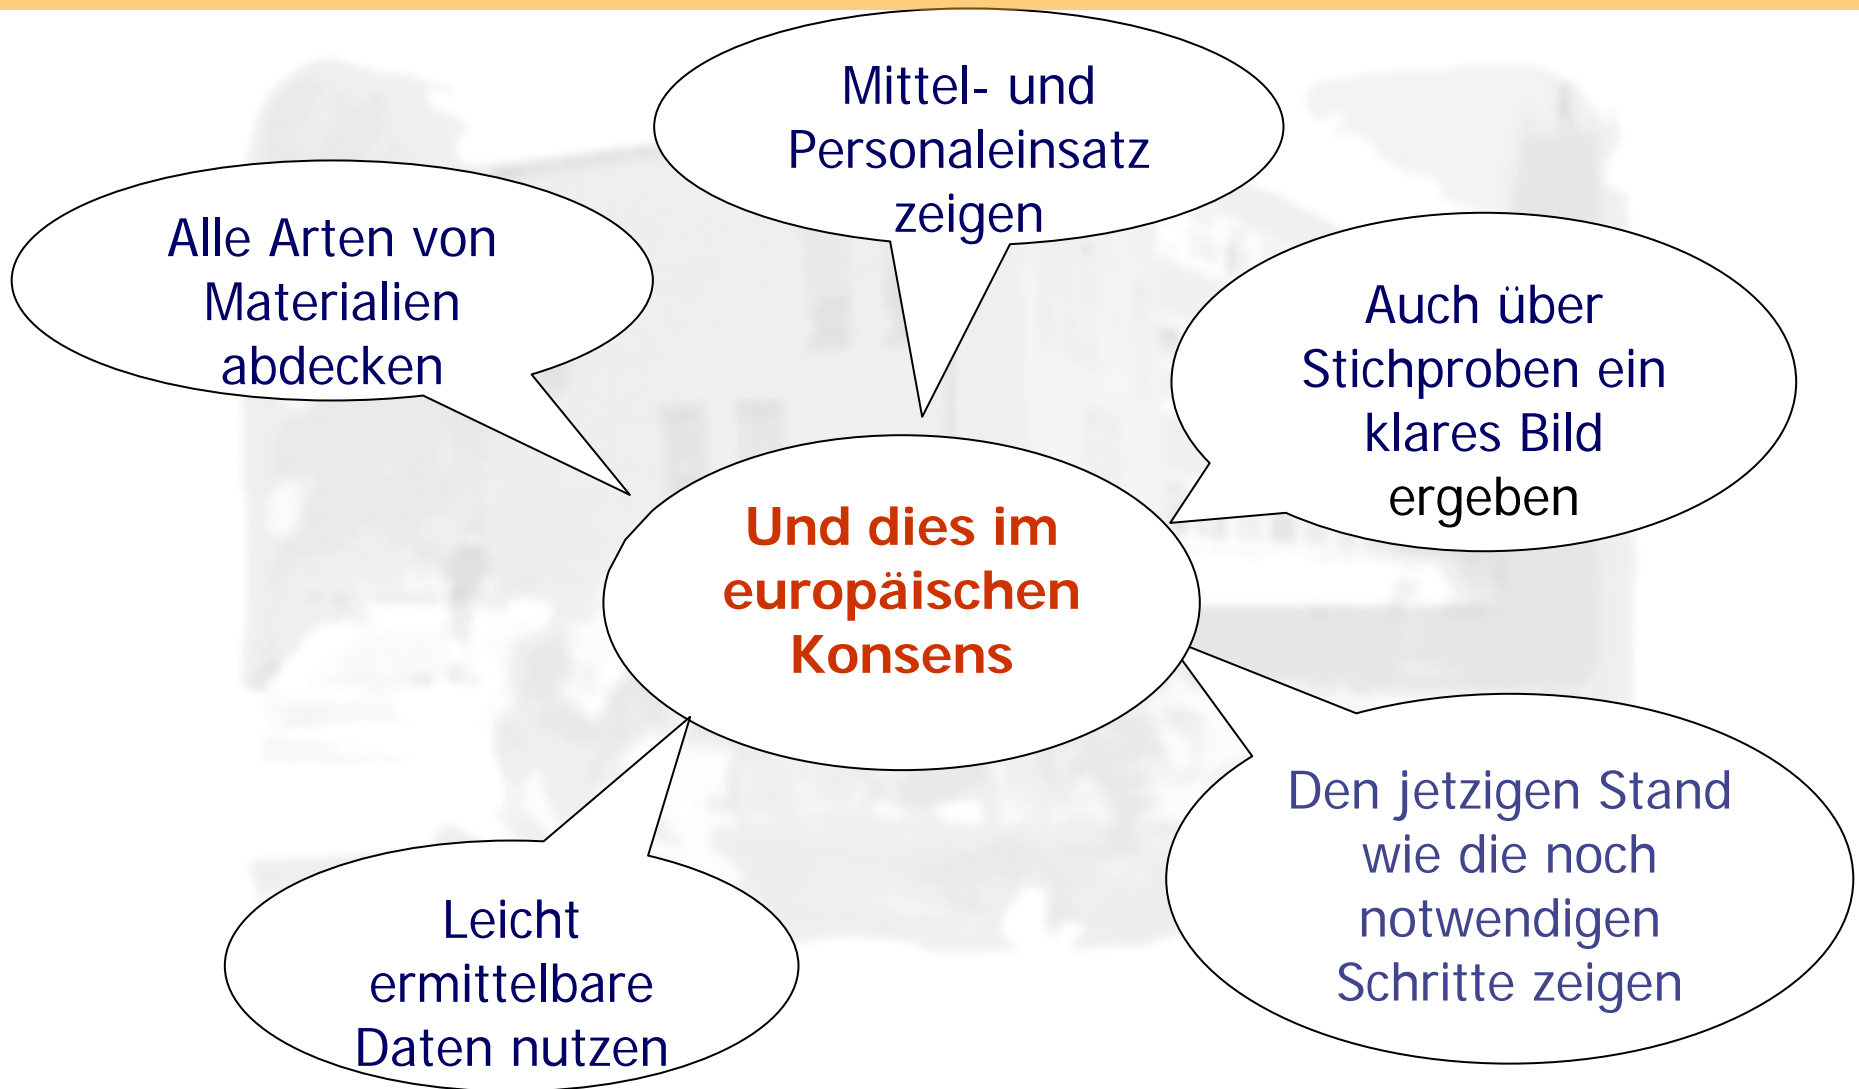 Mittel- und
Personaleinsatz
zeigen
Alle Arten von
Materialien
abdecken
Auch über
Stichproben ein
klares Bild
ergeben
Und dies im
europäischen
Konsens
Den jetzigen Stand
wie die noch
notwendigen
Schritte zeigen
Leicht
ermittelbare
Daten nutzen